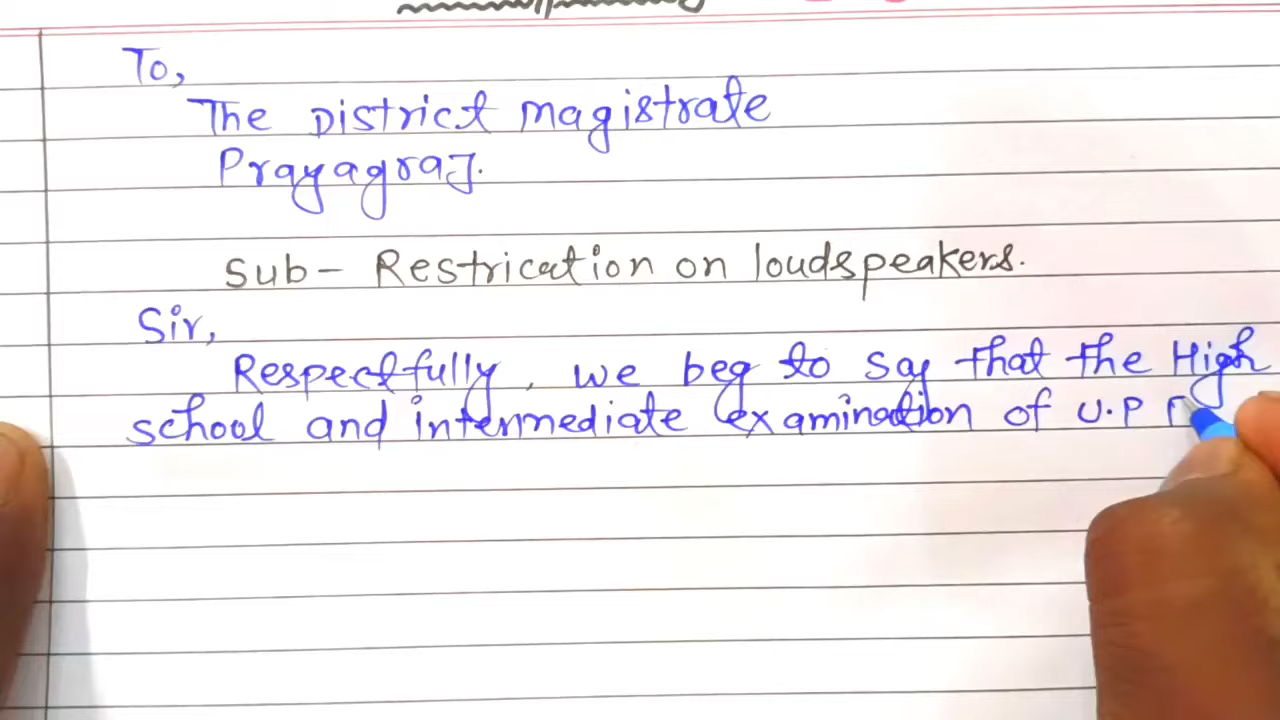 To,
The District magistrate
Prayagraj.
Sub- Restrication on loudspeakers.
Sir,
Respectfully, we beg to say that the High
school and intermediate examination of U.P